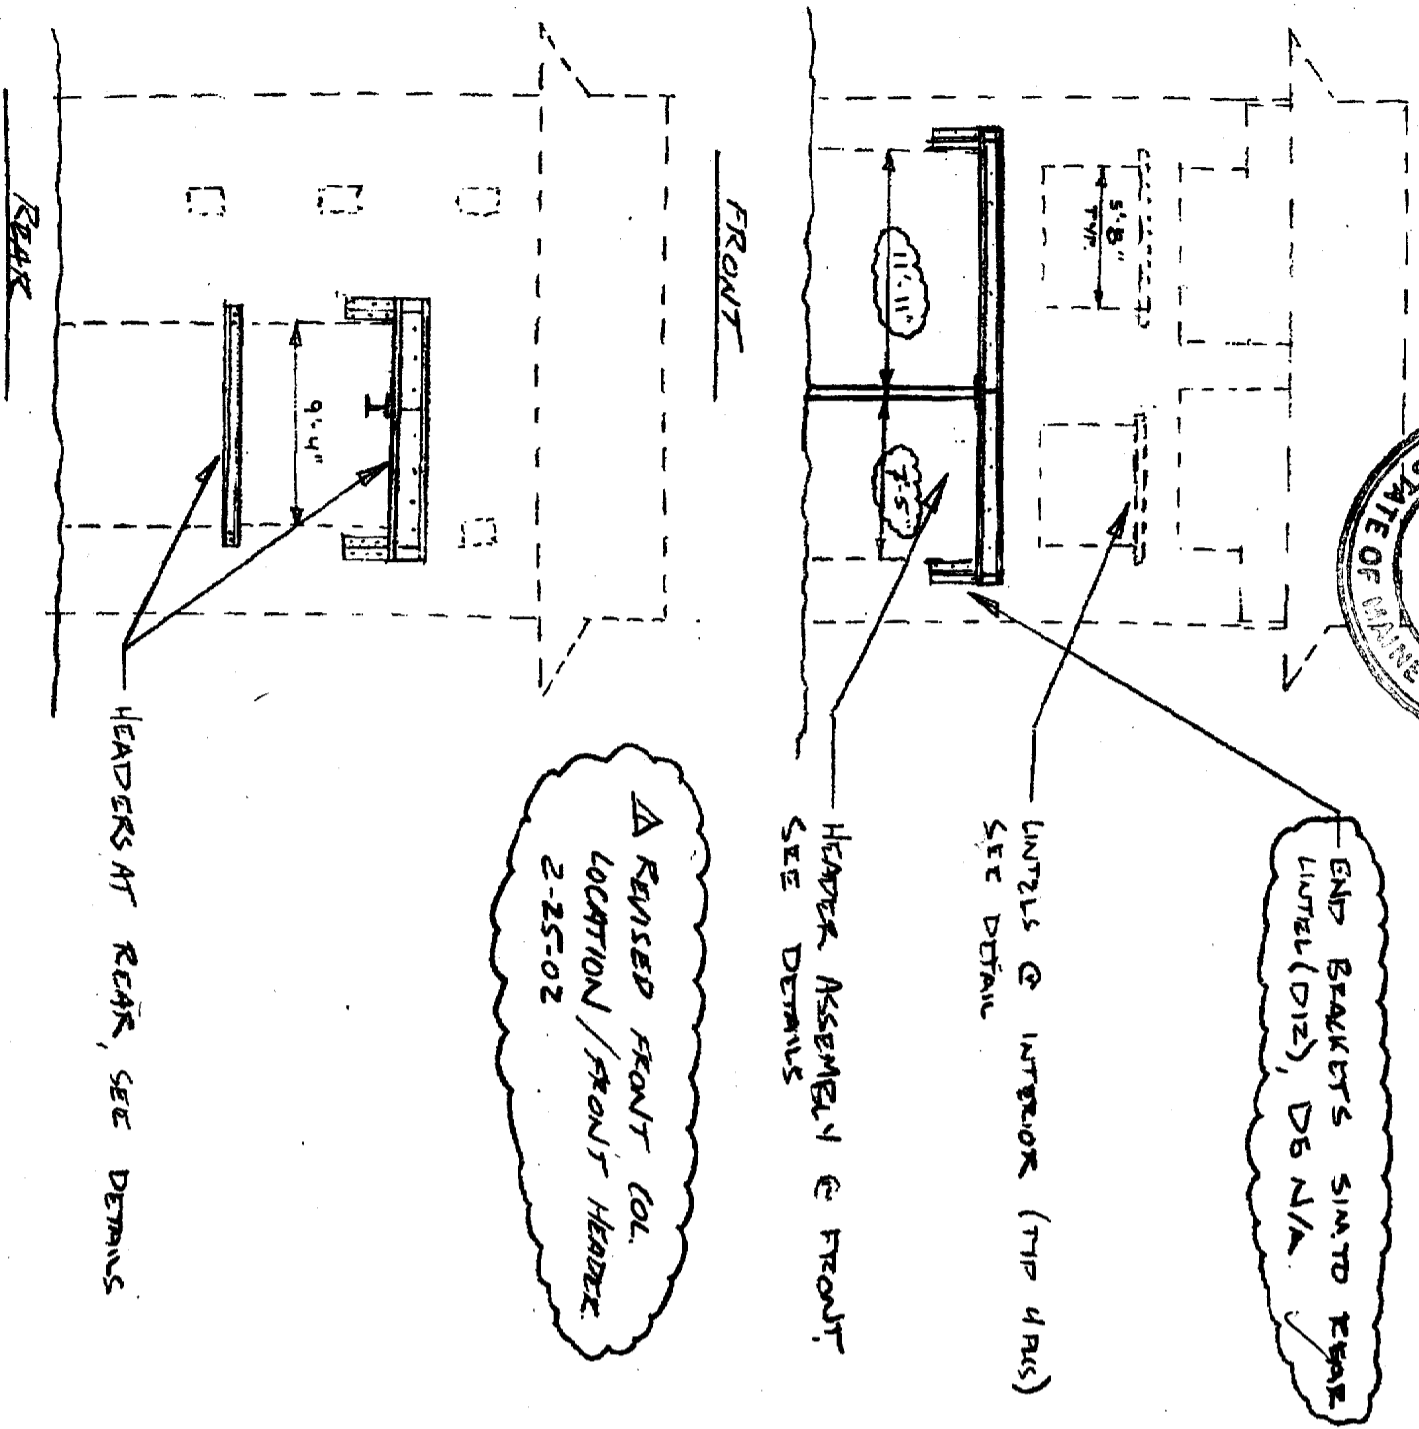 STATE OF MAINE
END BRACKETS SIM. TO REAR
LINTEL (D12), D6 N/A
LINTELS @ INTERIOR (TYP 4 PLCS)
SEE DETAIL
HEADER ASSEMBLY @ FRONT.
SEE DETAILS
5'-8"
TYP.
11'-11"
7'-5"
FRONT
REVISED FRONT COL.
LOCATION / FRONT HEADER.
2-25-02
9'-4"
HEADERS AT REAR, SEE DETAILS
REAR